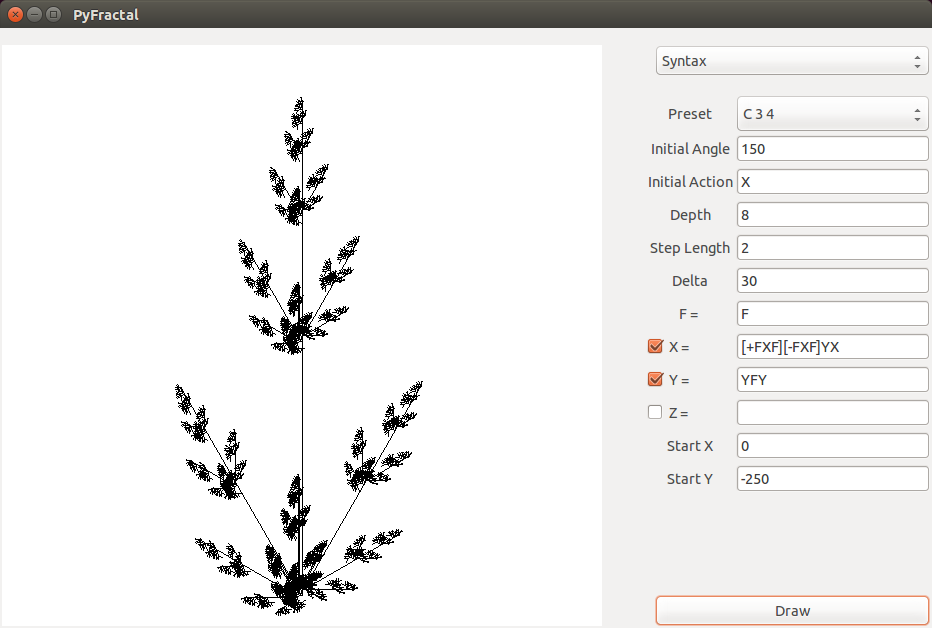 PyFractal
Syntax
Preset C 3 4
Initial Angle 150
Initial Action X
Depth 8
Step Length 2
Delta 30
F = F
X = [+FXF][-FXF]YX
Y = YFY
Z =
Start X 0
Start Y -250
Draw